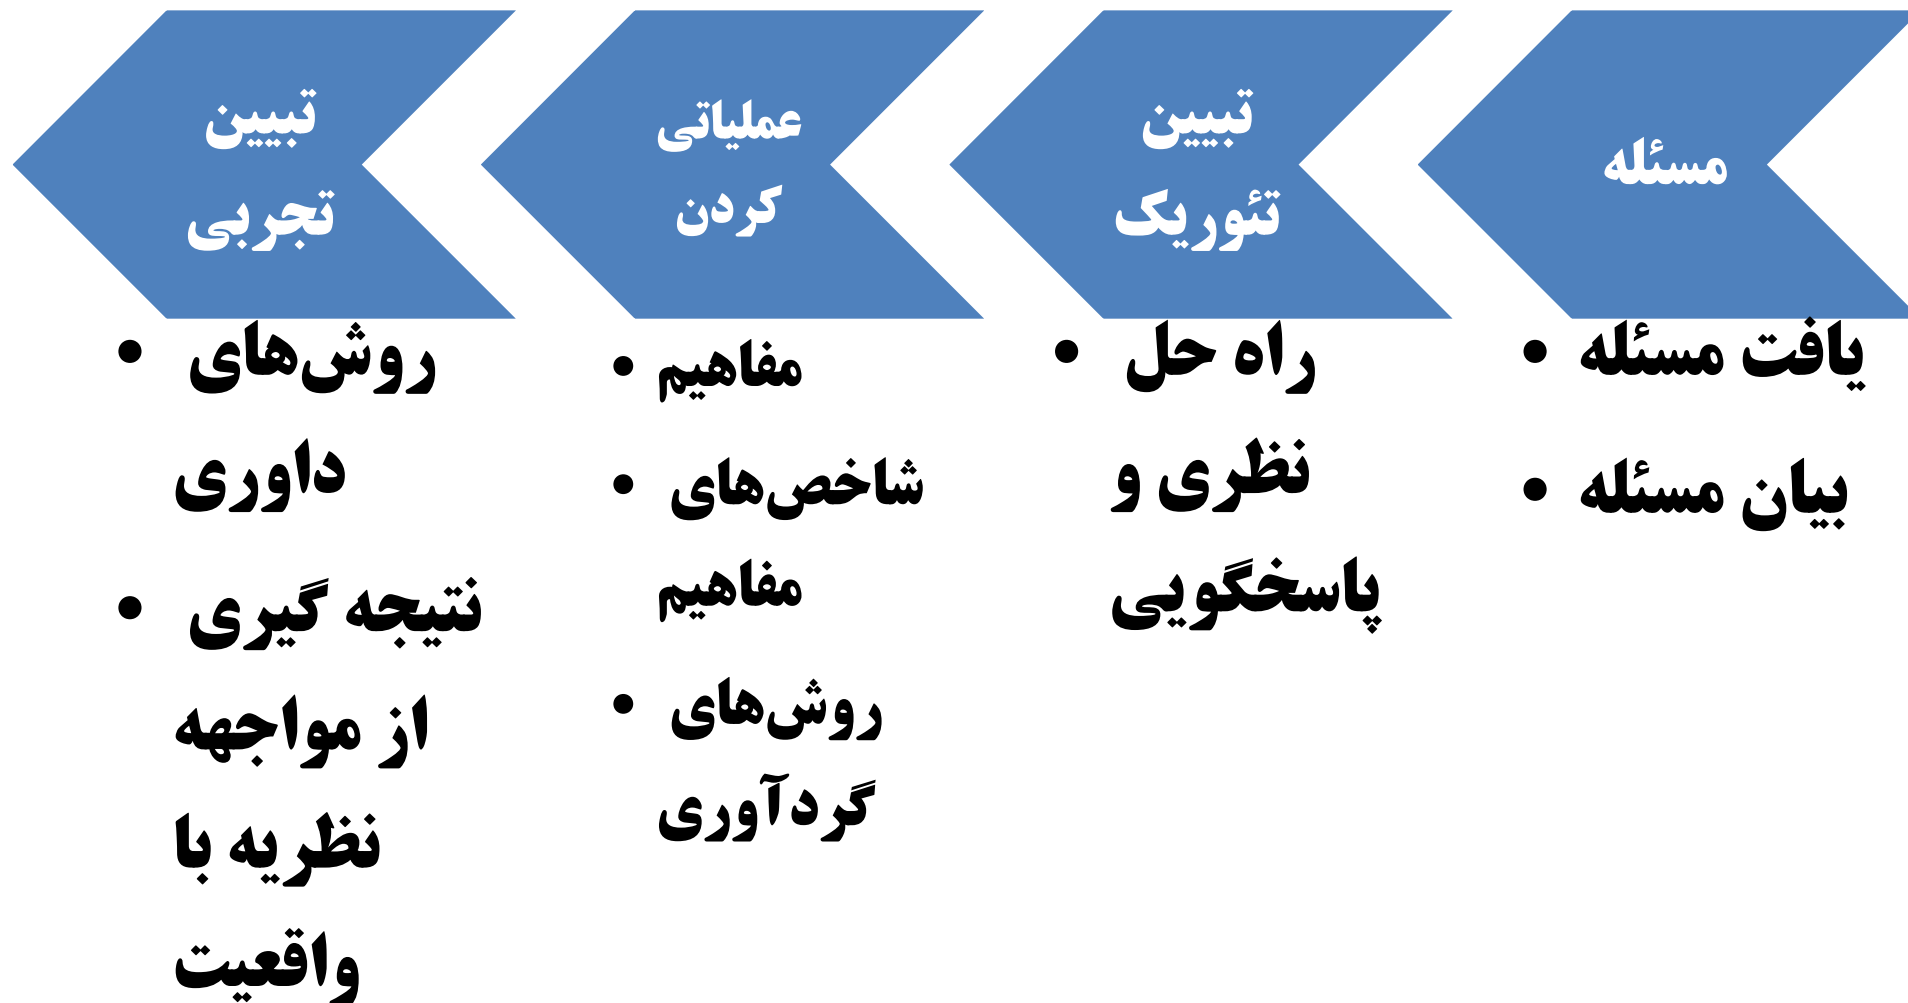 مسئله
• یافت مسئله
• بیان مسئله
تبیین
تئوریک
• راه حل
نظری و
پاسخگویی
عملیاتی
کردن
• مفاهیم
• شاخص‌های
مفاهیم
• روش‌های
گردآوری
تبیین
تجربی
• روش‌های
داوری
• نتیجه گیری
از مواجهه
نظریه با
واقعیت